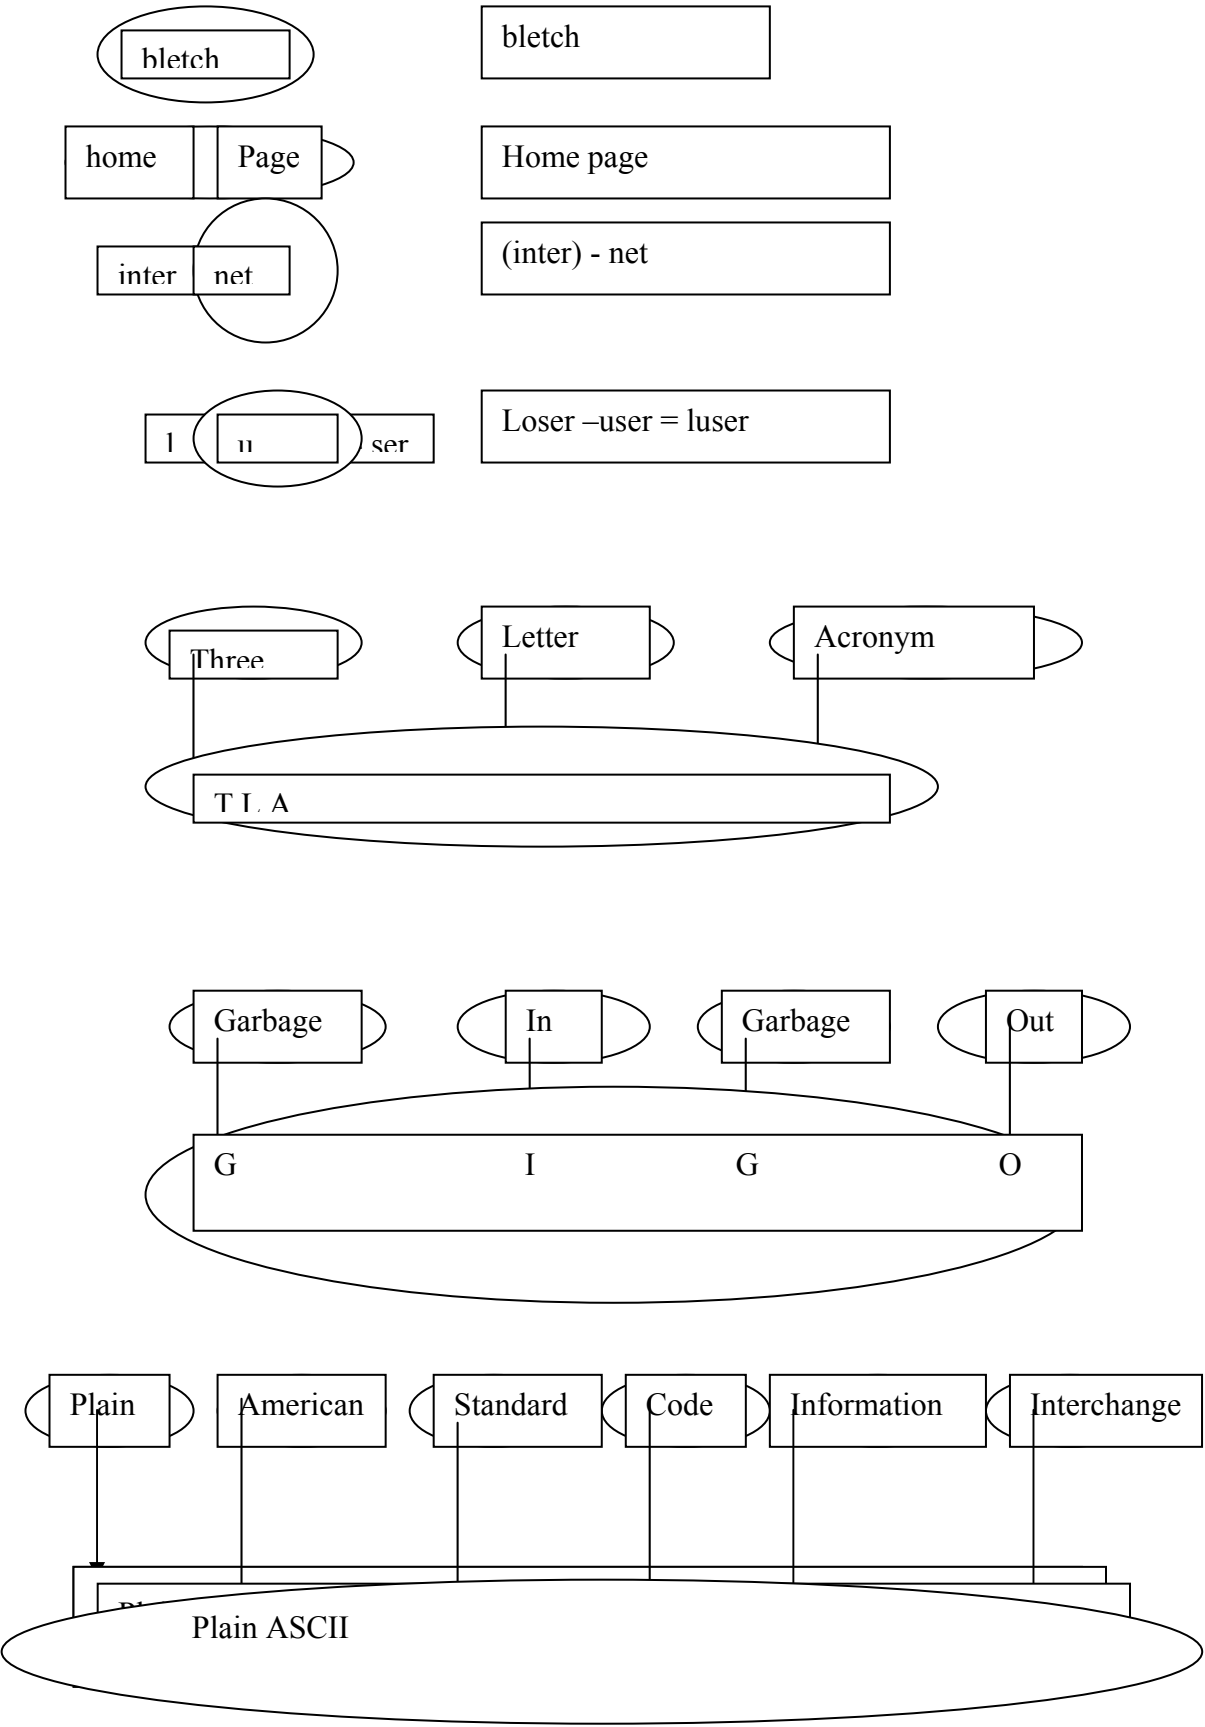 bletch bletch
home Page Home page
inter net (inter) - net
l u ser Loser –user = luser
Three Letter Acronym
T L A
Garbage In Garbage Out
G I G O
Plain American Standard Code Information Interchange
Plain ASCII